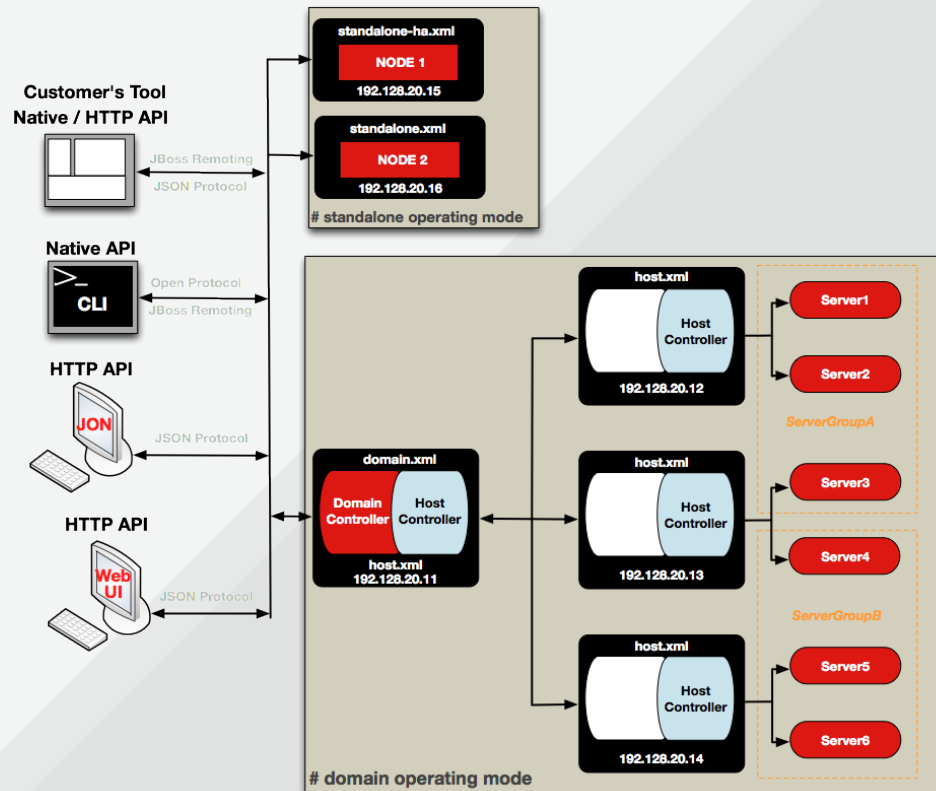 standalone-ha.xml
NODE 1
192.128.20.15
standalone.xml
NODE 2
192.128.20.16
# standalone operating mode
Customer's Tool
Native / HTTP API
JBoss Remoting
JSON Protocol
Native API
>_
CLI
Open Protocol
JBoss Remoting
HTTP API
JON
JSON Protocol
HTTP API
Web
UI
JSON Protocol
domain.xml
Domain
Controller
Host
Controller
host.xml
192.128.20.11
host.xml
Host
Controller
192.128.20.12
host.xml
Host
Controller
192.128.20.13
host.xml
Host
Controller
192.128.20.14
Server1
Server2
ServerGroupA
Server3
Server4
ServerGroupB
Server5
Server6
# domain operating mode